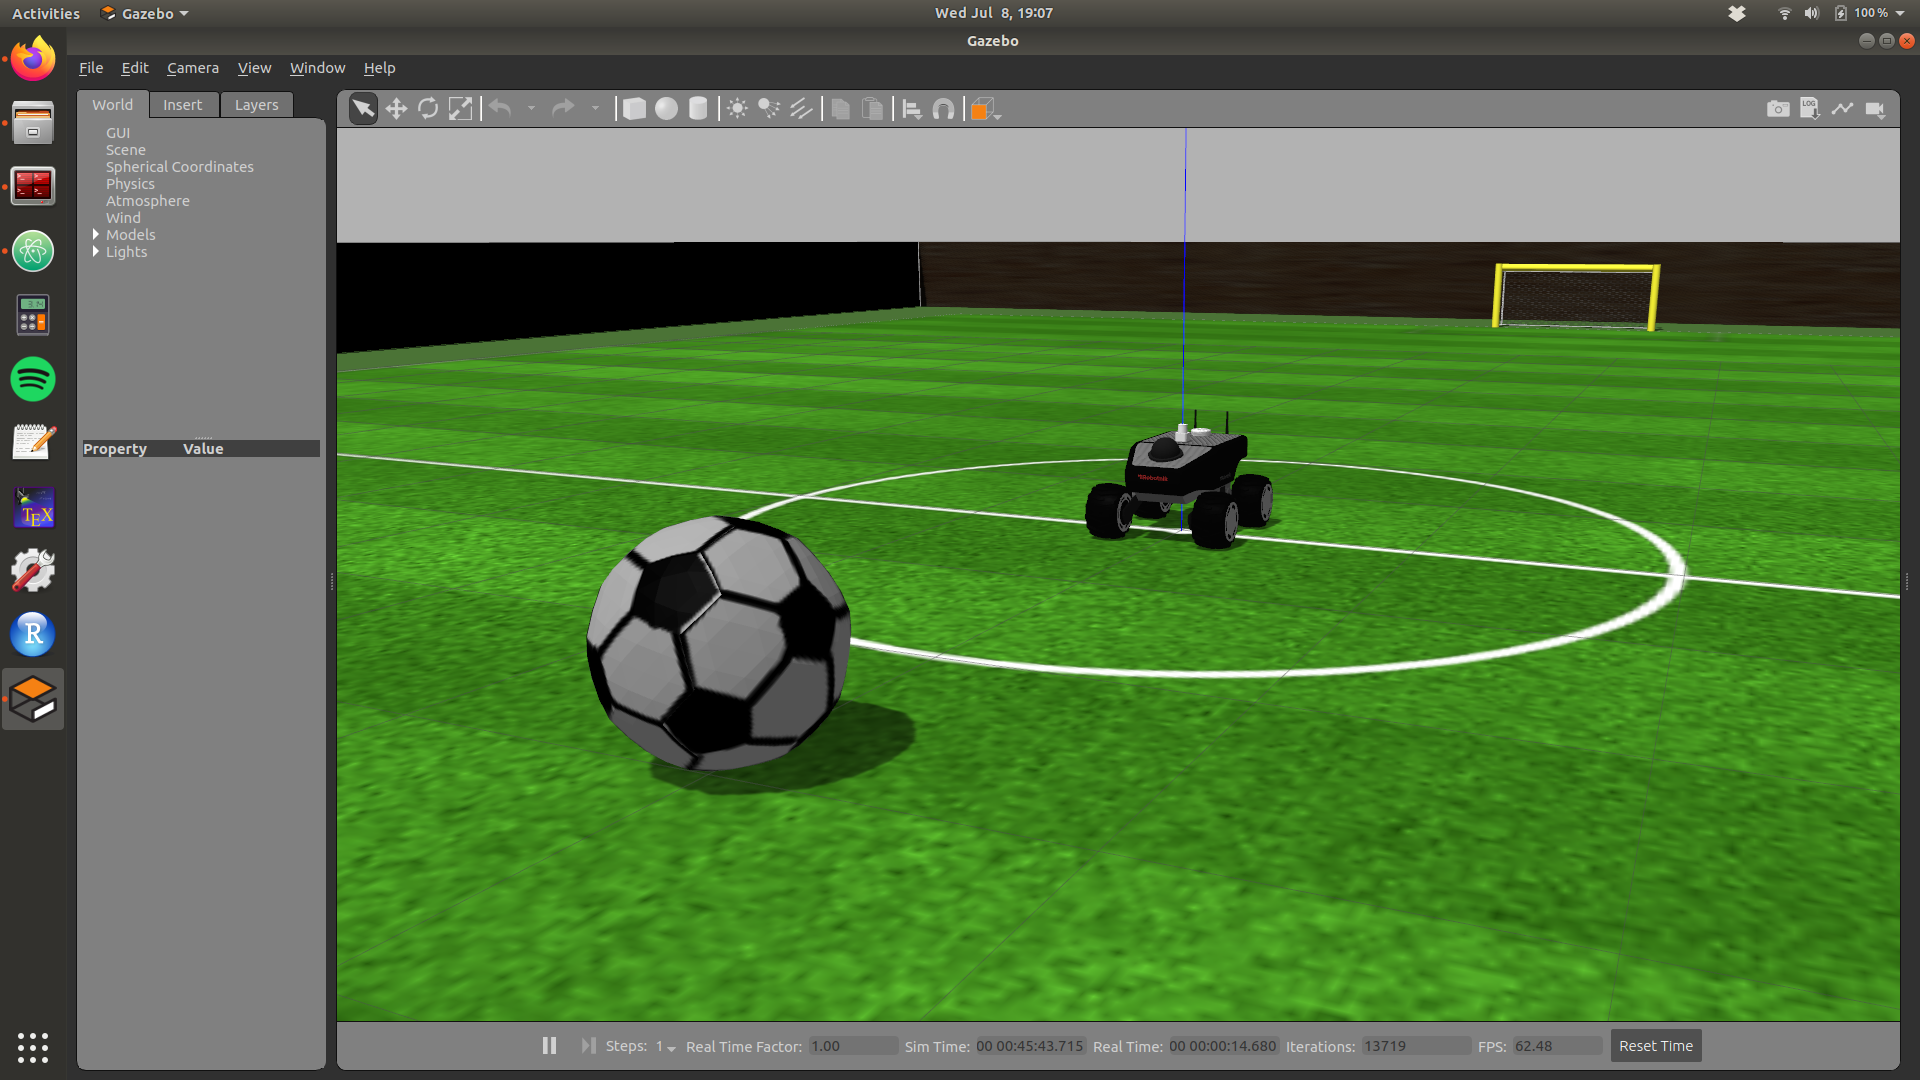 Activities Gazebo Wed Jul 8, 19:07 100 %
Gazebo
File Edit Camera View Window Help
World Insert Layers
LOG
GUI
Scene
Spherical Coordinates
Physics
Atmosphere
Wind
Models
Lights
Property Value
Robotnik
TEX
R
Steps: 1 Real Time Factor: 1.00 Sim Time: 00 00:45:43.715 Real Time: 00 00:00:14.680 Iterations: 13719 FPS: 62.48 Reset Time